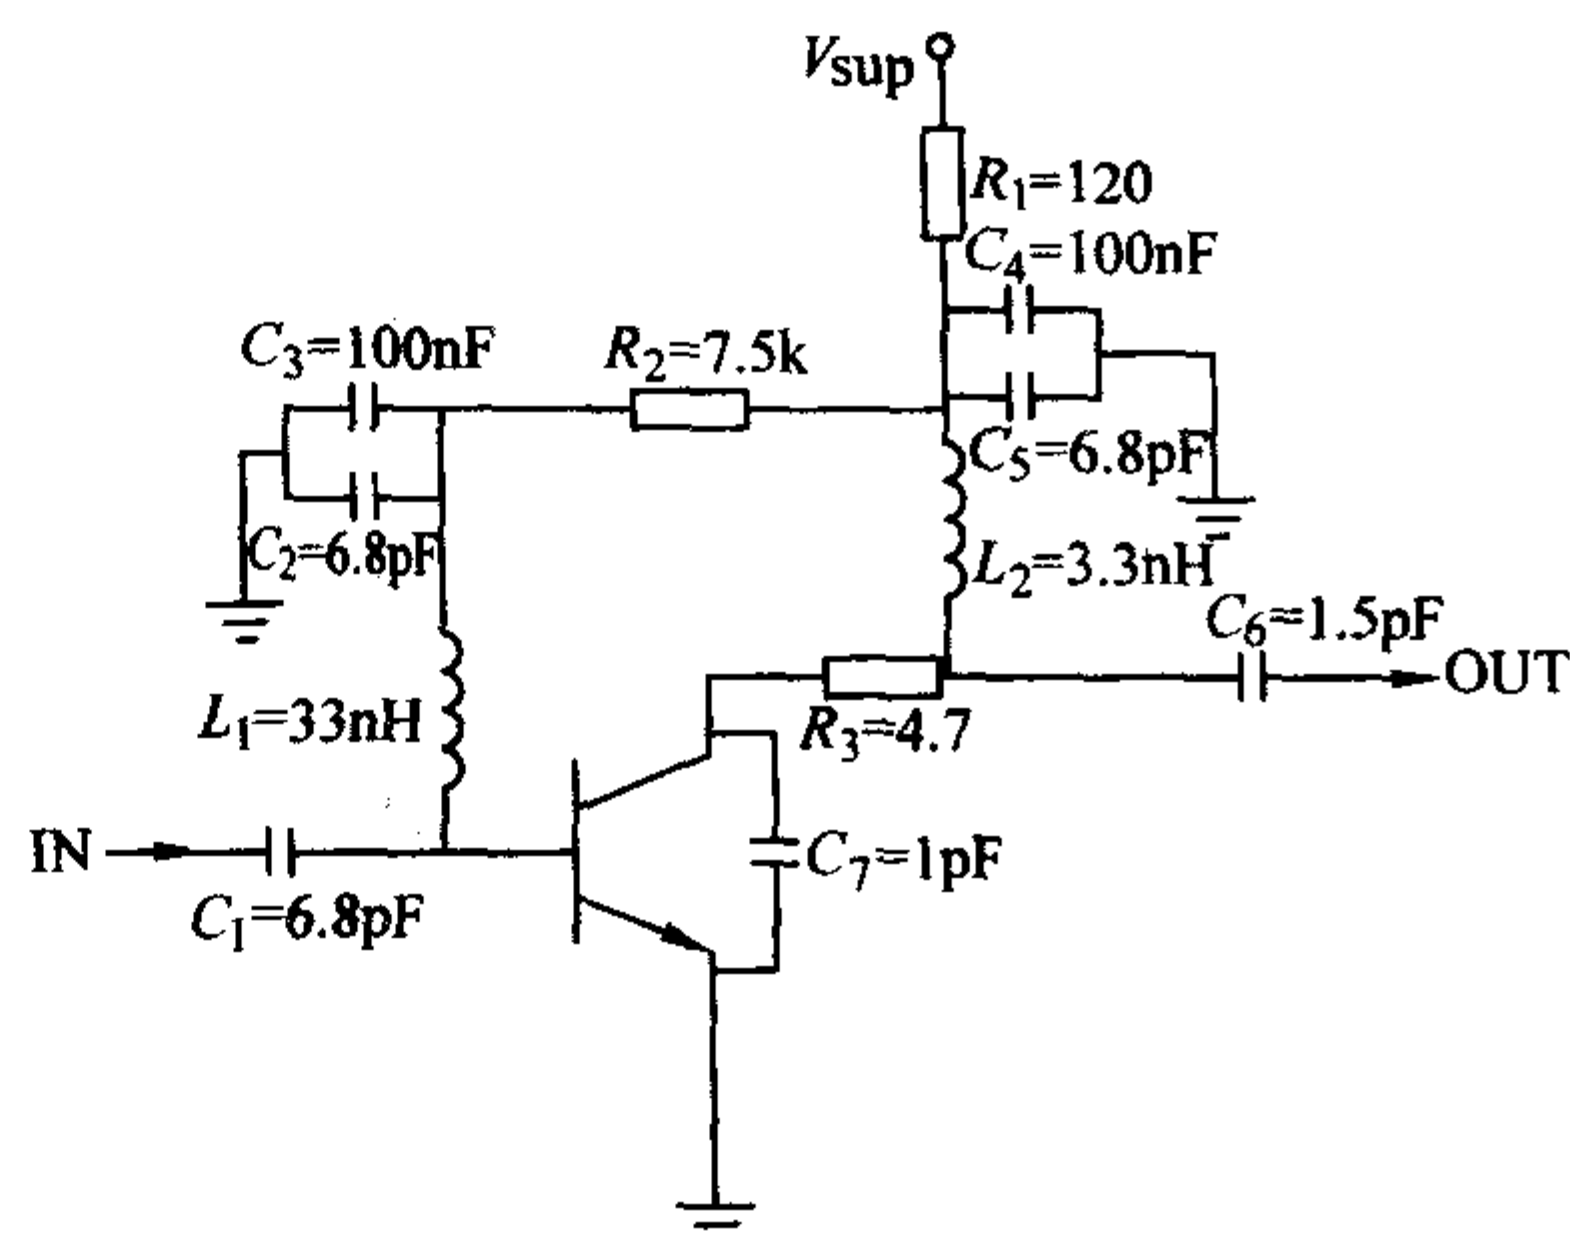 Vsup
R1=120
C4=100nF
C3=100nF
R2=7.5k
C5=6.8pF
C2=6.8pF
L2=3.3nH
C6=1.5pF
OUT
L1=33nH
R3=4.7
IN
C7=1pF
C1=6.8pF